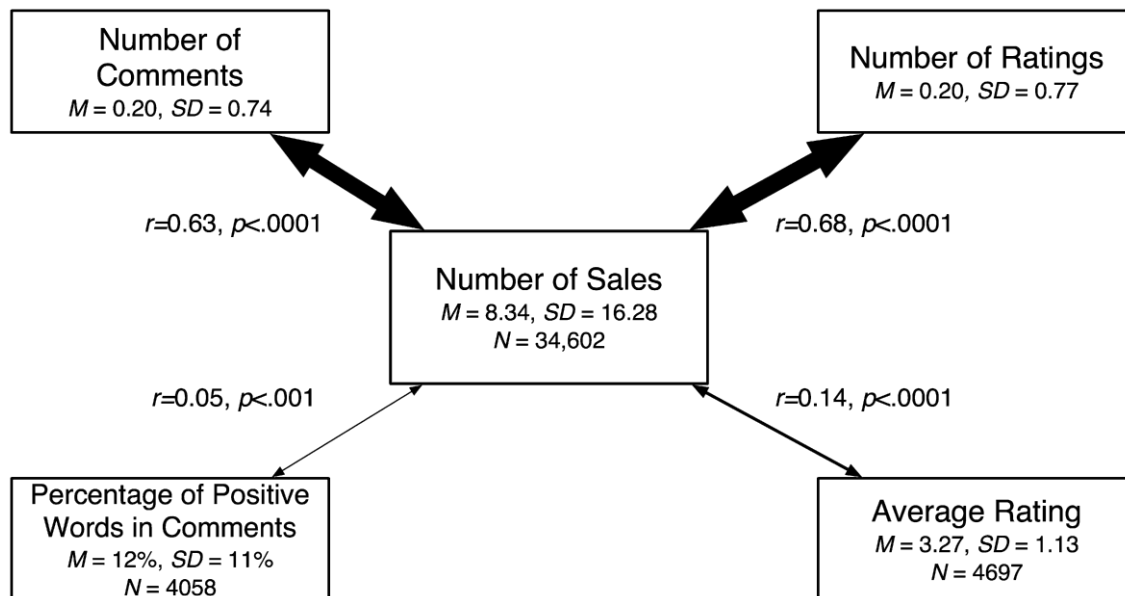 Number of
Comments
M = 0.20, SD = 0.74
Number of Ratings
M = 0.20, SD = 0.77
r=0.63, p<.0001
r=0.68, p<.0001
Number of Sales
M = 8.34, SD = 16.28
N = 34,602
r=0.05, p<.001
r=0.14, p<.0001
Percentage of Positive
Words in Comments
M = 12%, SD = 11%
N = 4058
Average Rating
M = 3.27, SD = 1.13
N = 4697